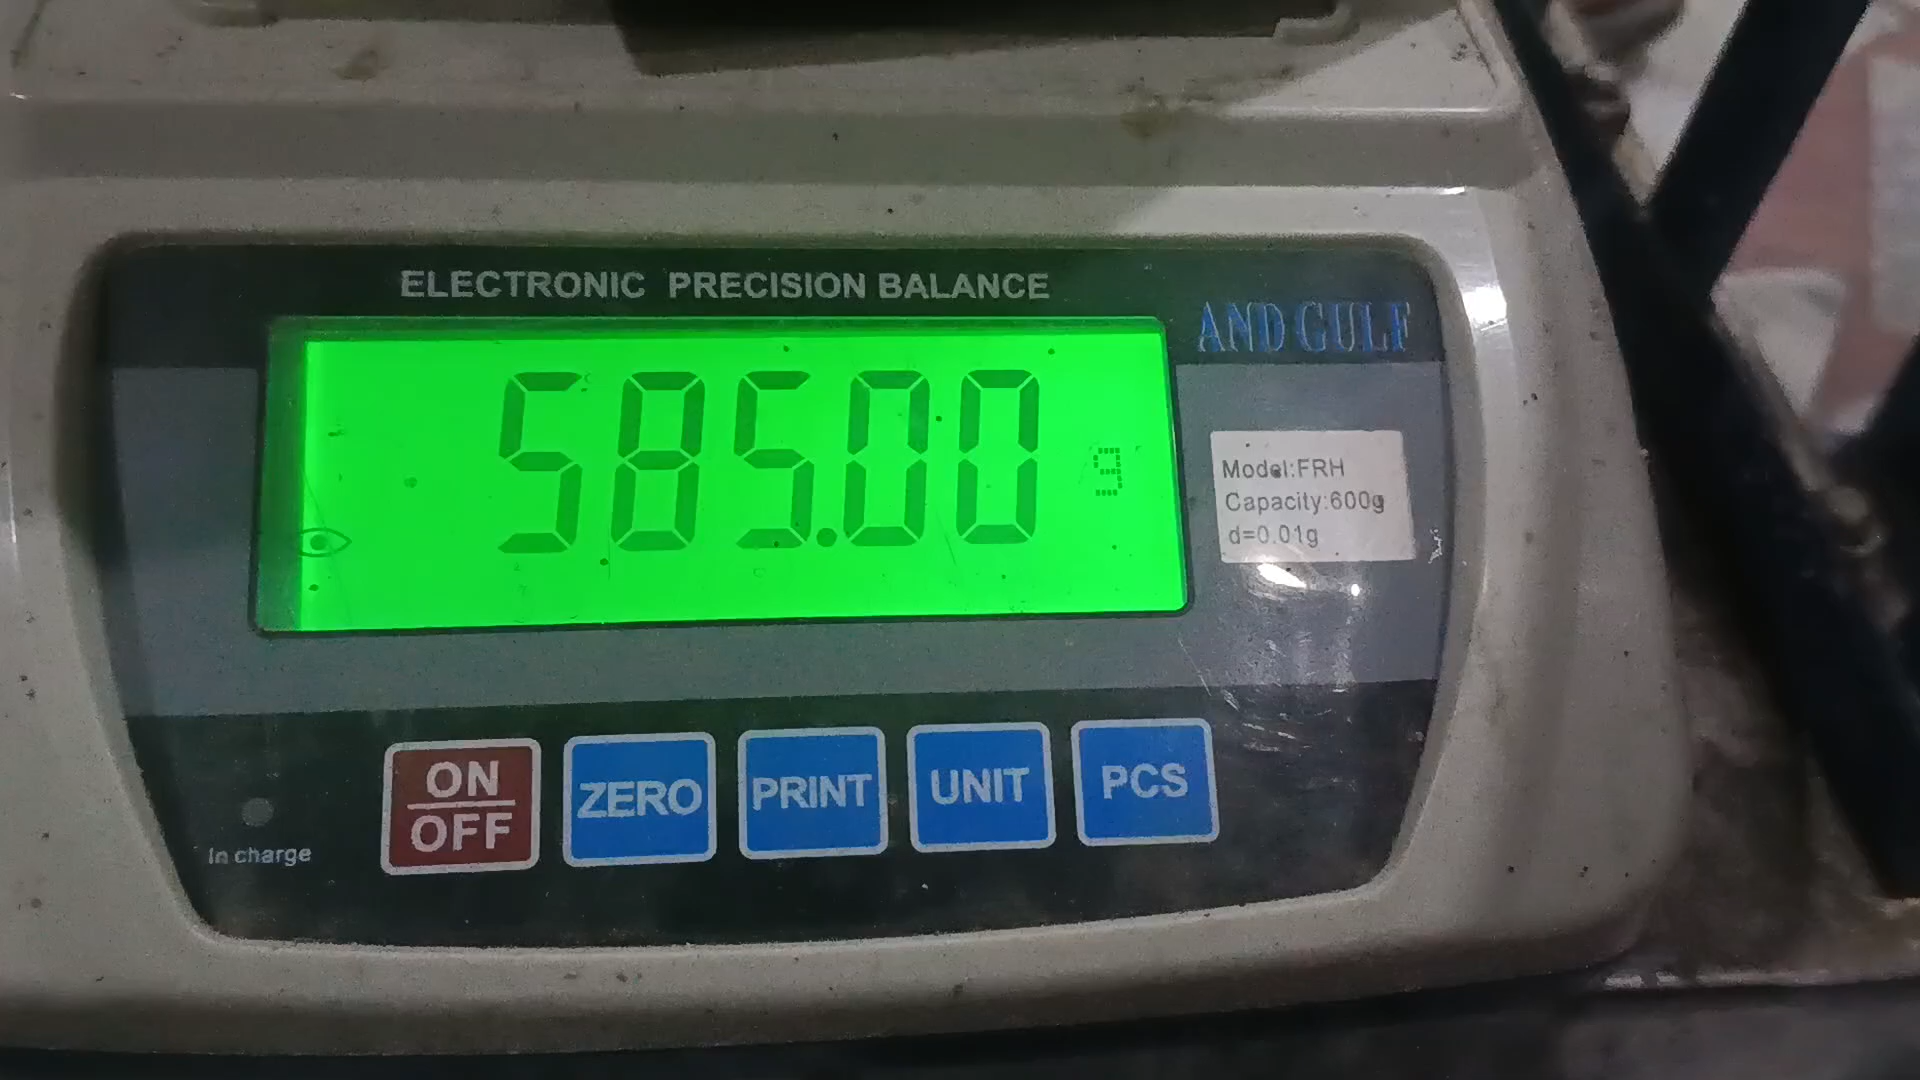 ELECTRONIC PRECISION BALANCE
AND GULF
585.00 g
Model:FRH
Capacity:600g
d=0.01g
ON
OFF
ZERO
PRINT
UNIT
PCS
In charge